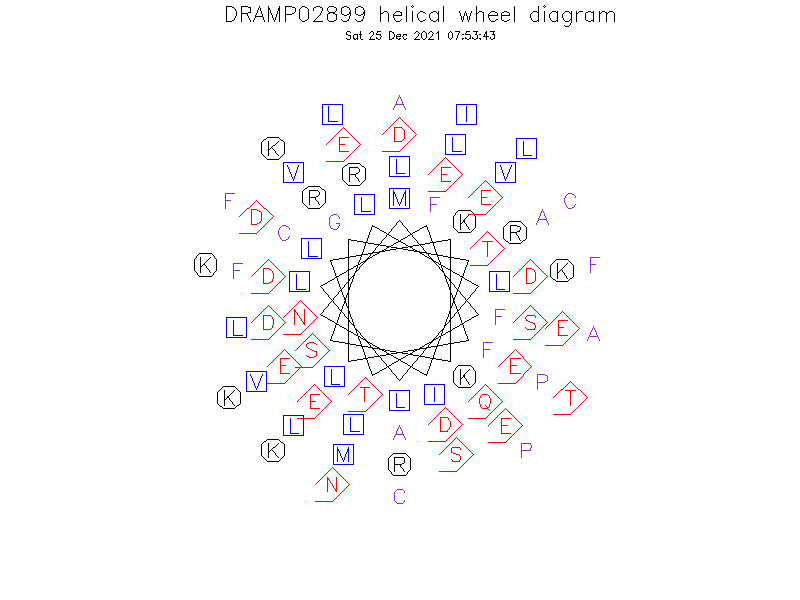 DRAMP02899 helical wheel diagram
Sat 25 Dec 2021 07:53:43
L A I
K E D L L
V R L E V
F R L M F E C
D G K A
C R
L T
K F D L L D K F
L D N F S E A
S F
V E L K E P
K E T L I Q T
L L A D E
K M R S P
N C